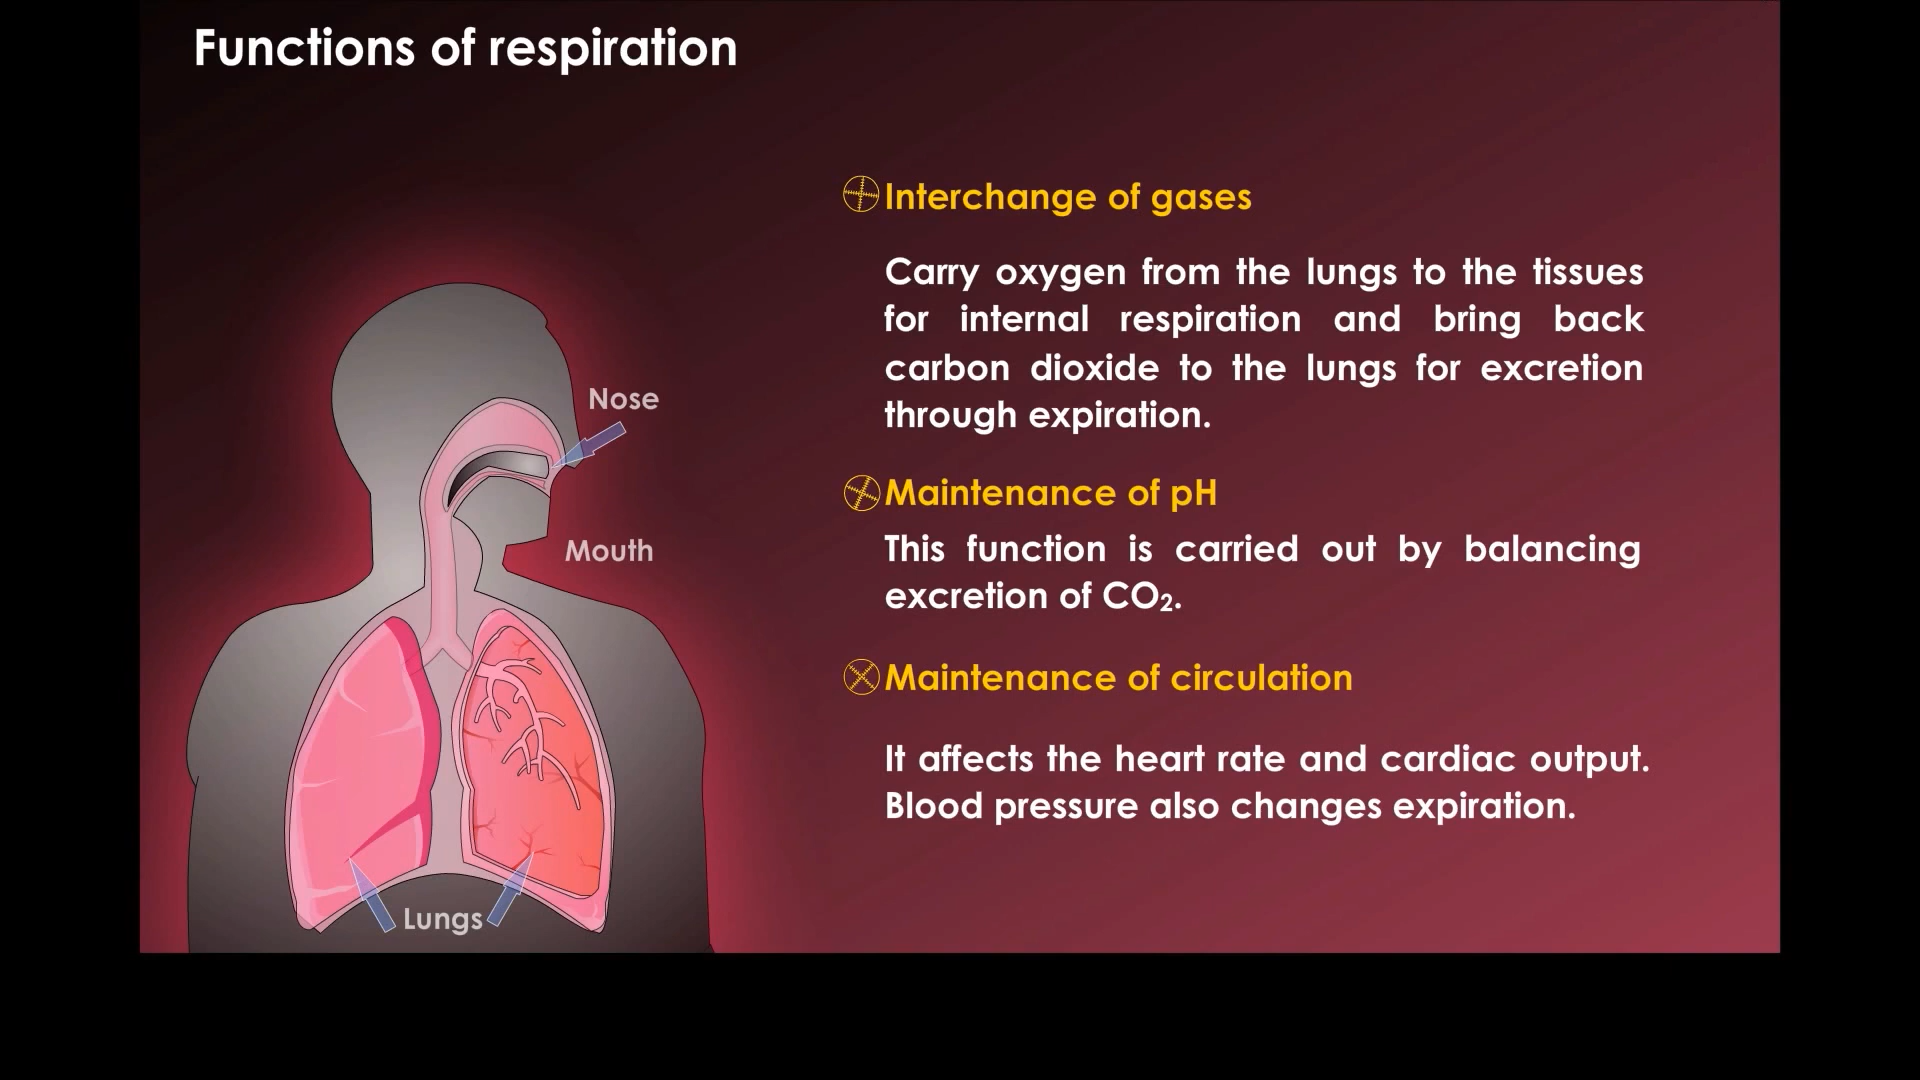 Functions of respiration
Interchange of gases
Carry oxygen from the lungs to the tissues
for internal respiration and bring back
carbon dioxide to the lungs for excretion
through expiration.
Maintenance of pH
This function is carried out by balancing
excretion of CO₂.
Maintenance of circulation
It affects the heart rate and cardiac output.
Blood pressure also changes expiration.
Nose
Mouth
Lungs